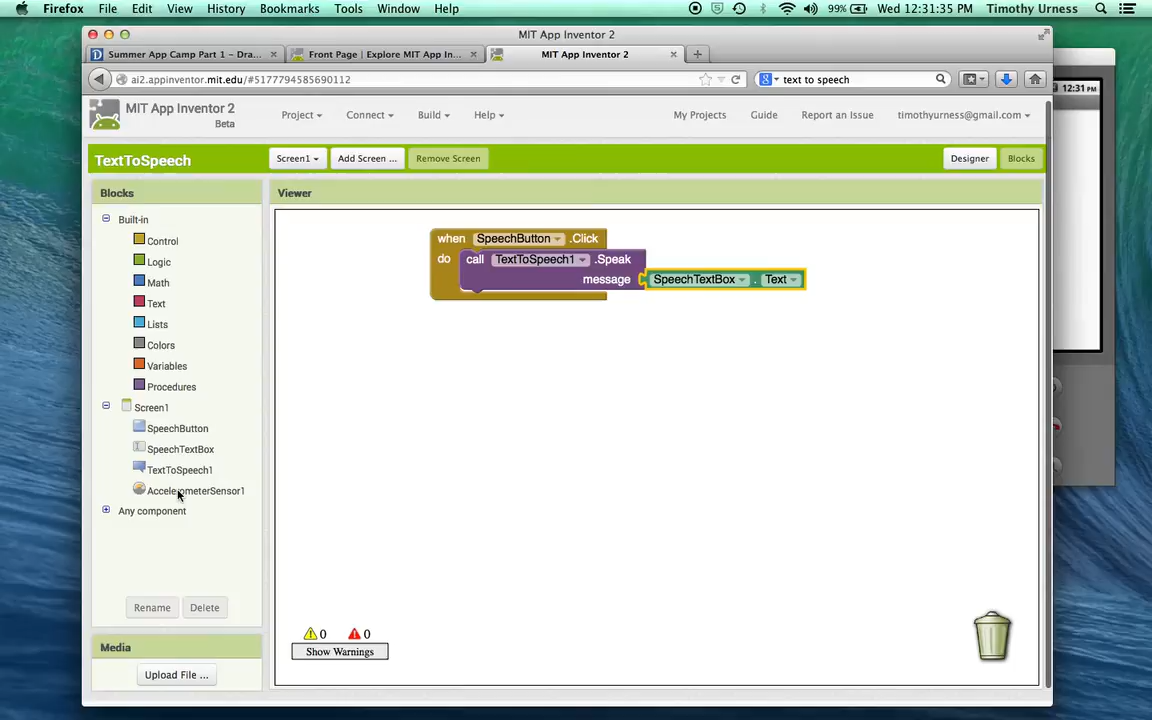 Firefox File Edit View History Bookmarks Tools Window Help 99% Wed 12:31:35 PM Timothy Urness
MIT App Inventor 2
Summer App Camp Part 1 – Dra... Front Page | Explore MIT App In... MIT App Inventor 2
ai2.appinventor.mit.edu/#5177794585690112 text to speech
12:31 PM
MIT App Inventor 2
Beta
Project Connect Build Help My Projects Guide Report an Issue timothyurness@gmail.com
TextToSpeech Screen1 Add Screen ... Remove Screen Designer Blocks
Blocks Viewer
Built-in
Control
Logic
Math
Text
Lists
Colors
Variables
Procedures
Screen1
SpeechButton
SpeechTextBox
TextToSpeech1
AccelerometerSensor1
Any component
Rename Delete
Media
Upload File ...
when SpeechButton .Click
do call TextToSpeech1 .Speak
message SpeechTextBox . Text
0 0
Show Warnings